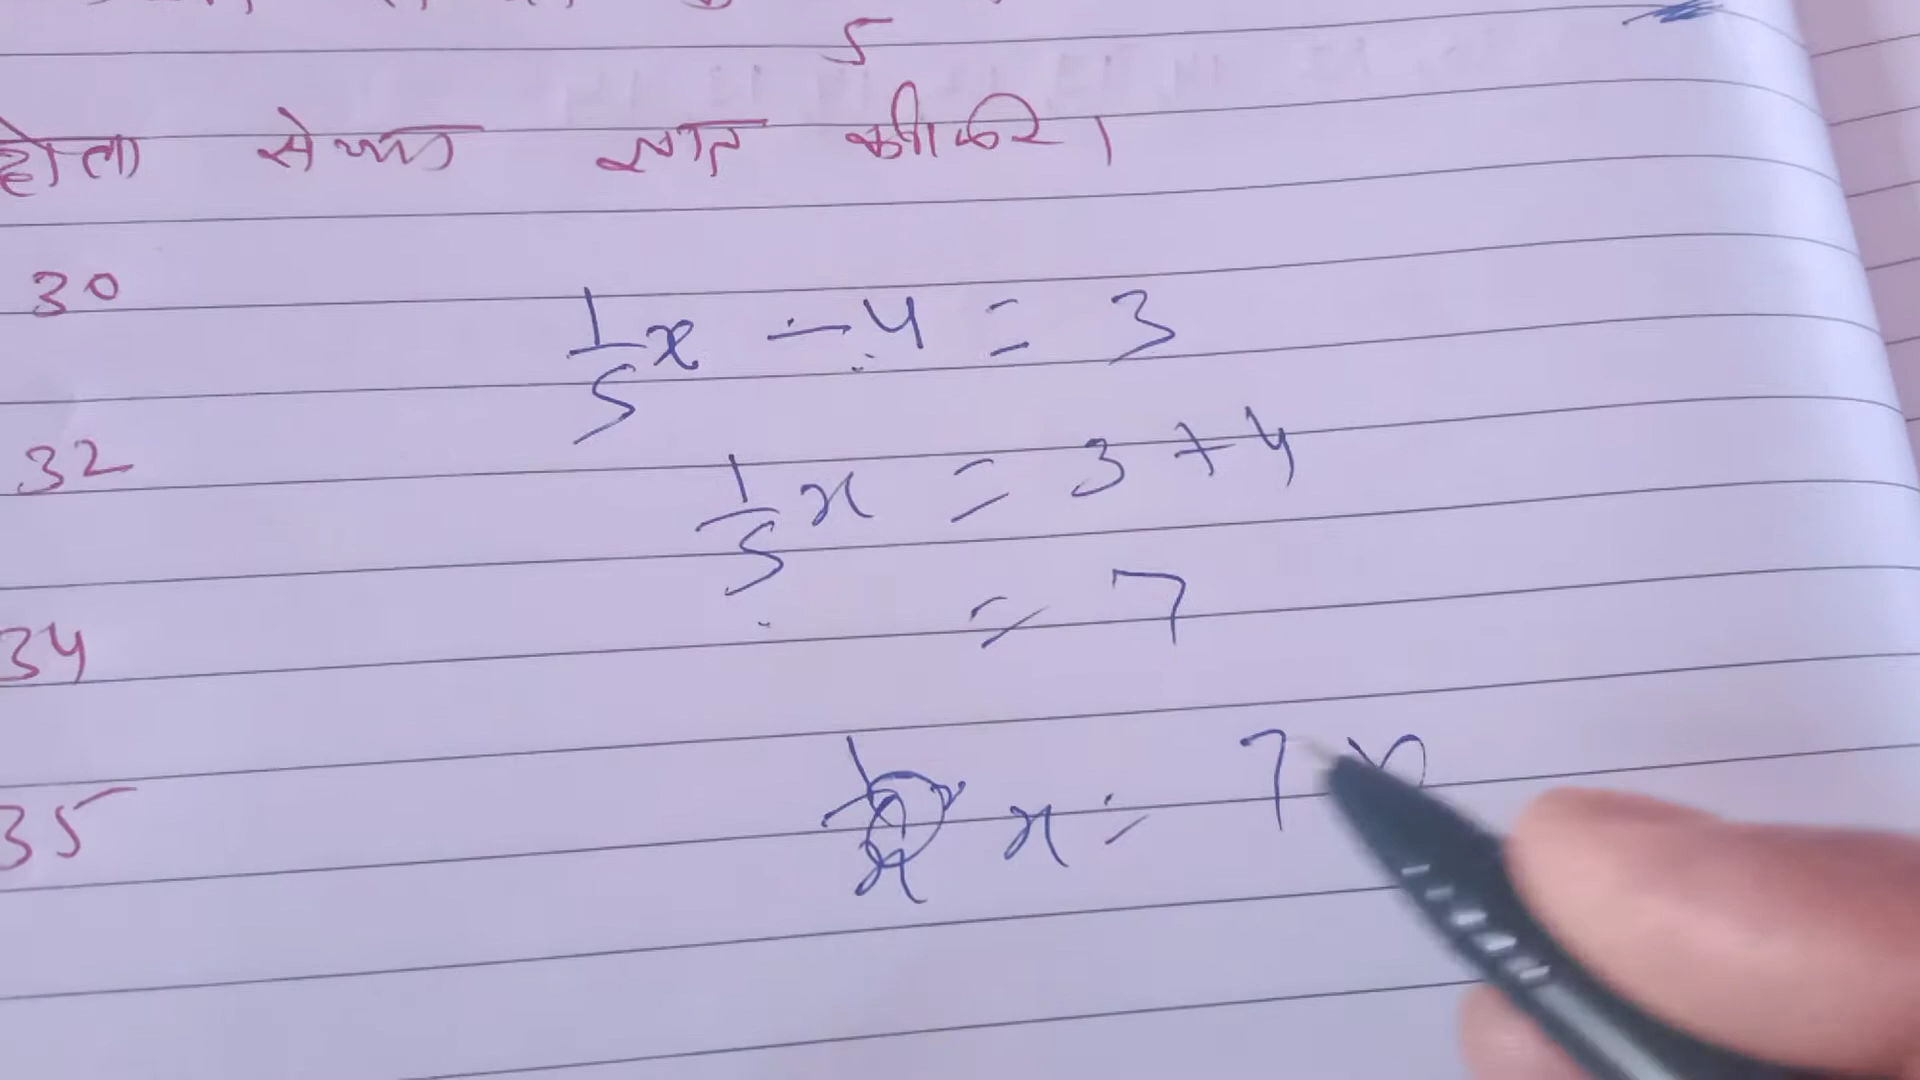 5
होता संख्या ज्ञात कीजिए।
30
1/5 x - 4 = 3
32
1/5 x = 3 + 4
= 7
34
x = 7
35